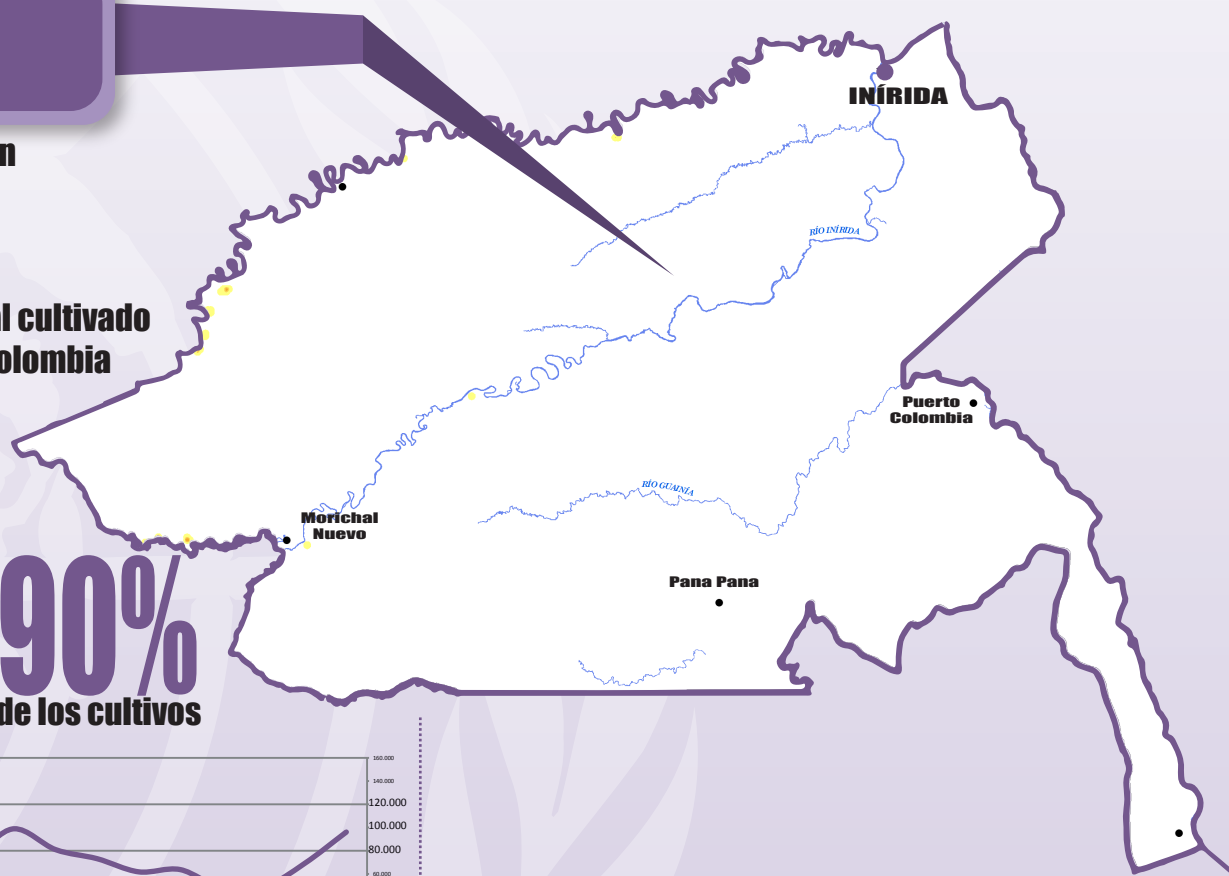 n
INÍRIDA
RÍO INÍRIDA
l cultivado
olombia
Puerto
Colombia
RÍO GUAINÍA
Morichal
Nuevo
Pana Pana
90%
de los cultivos
160.000
140.000
120.000
100.000
80.000
60.000